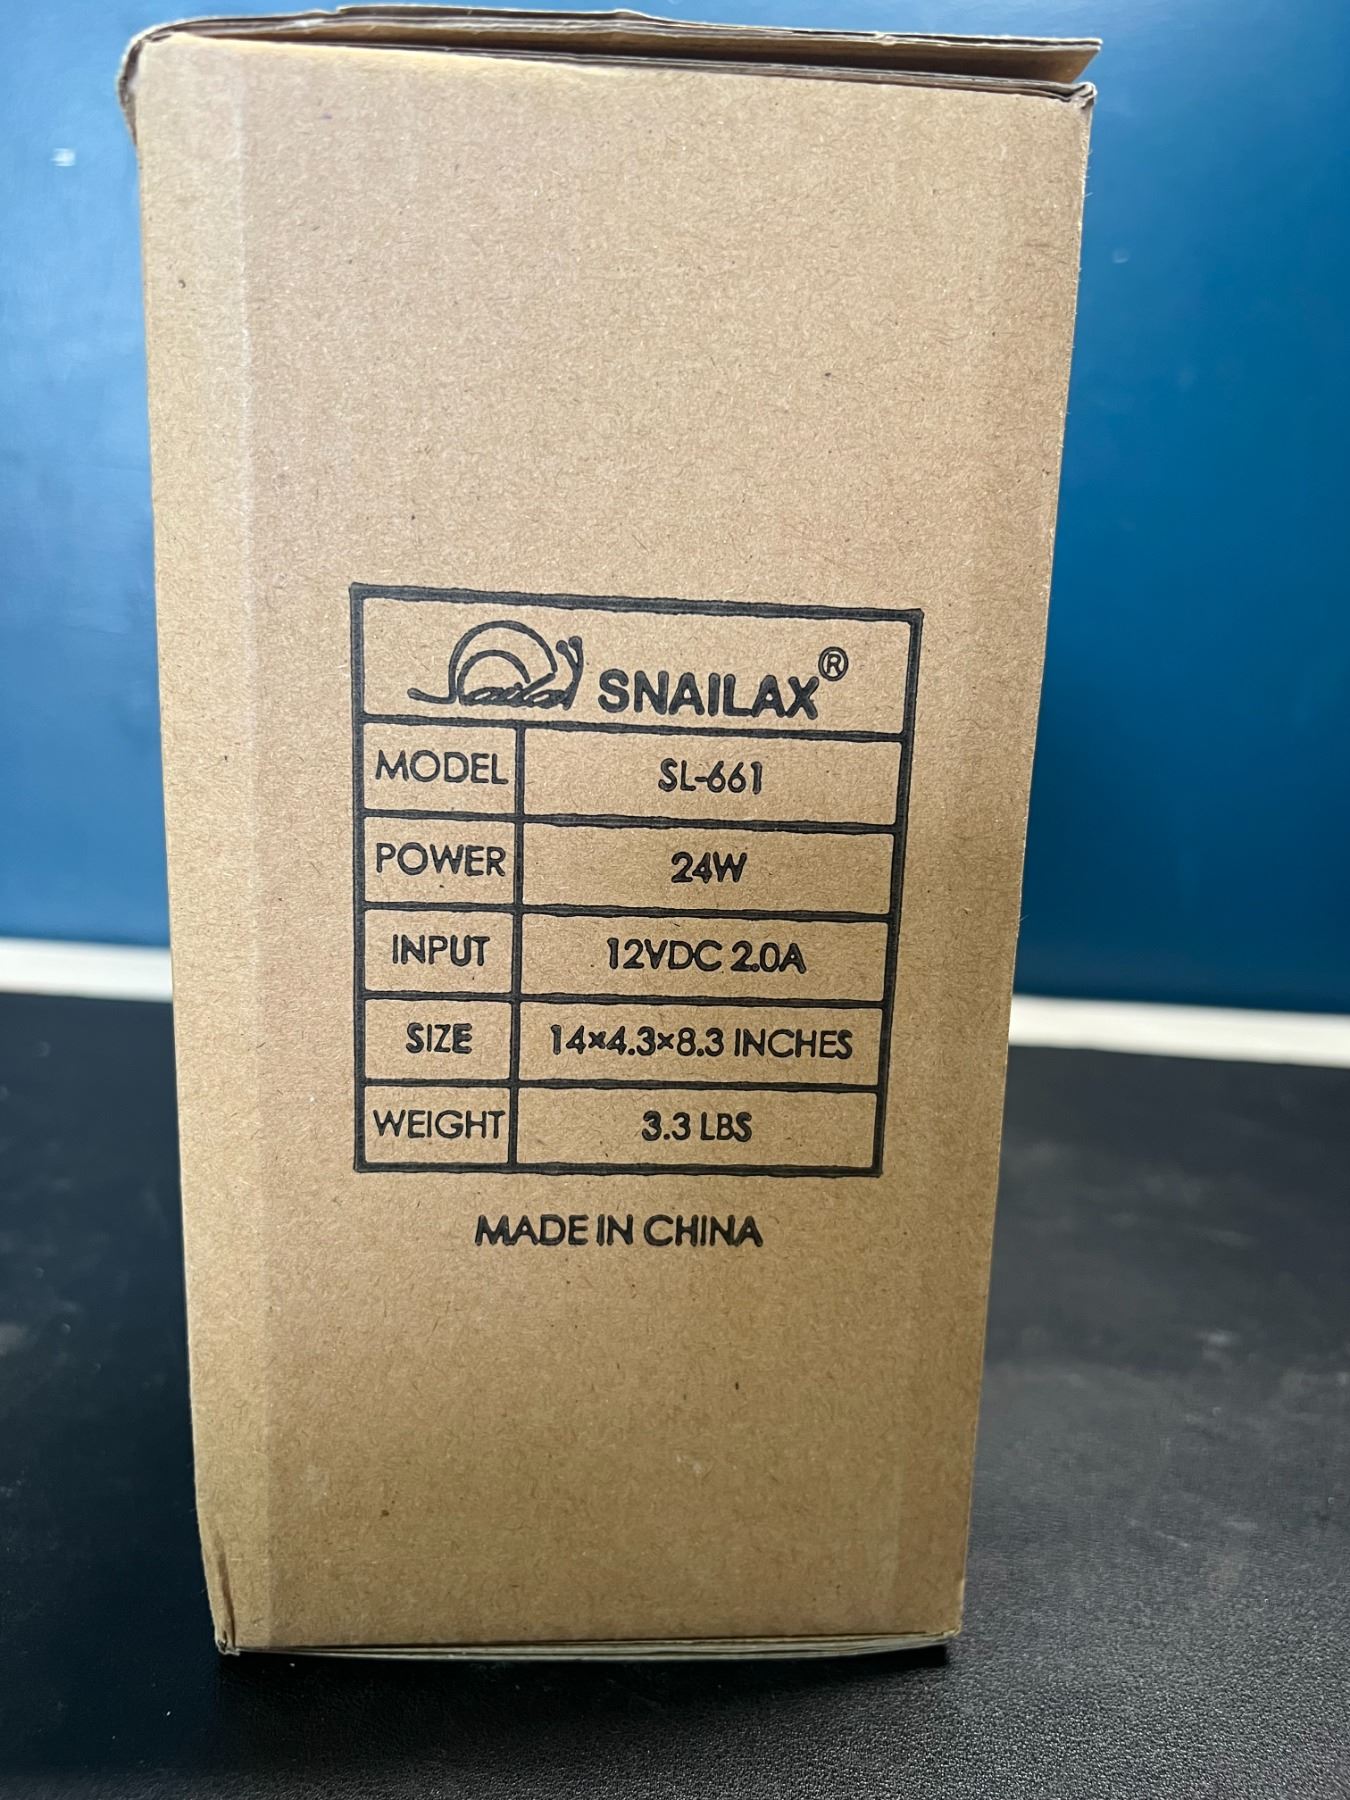 Snailax SNAILAX®
MODEL SL-661
POWER 24W
INPUT 12VDC 2.0A
SIZE 14×4.3×8.3 INCHES
WEIGHT 3.3 LBS
MADE IN CHINA